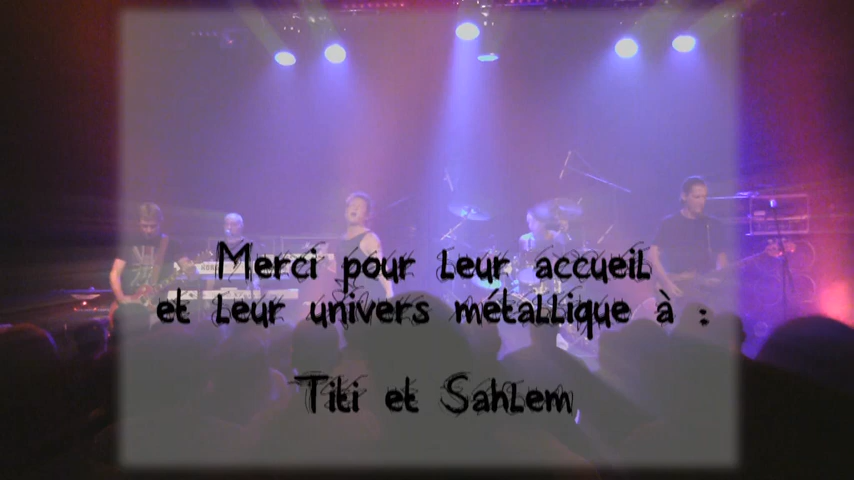 Merci pour leur accueil
et leur univers métallique à :
Titi et Sahlem